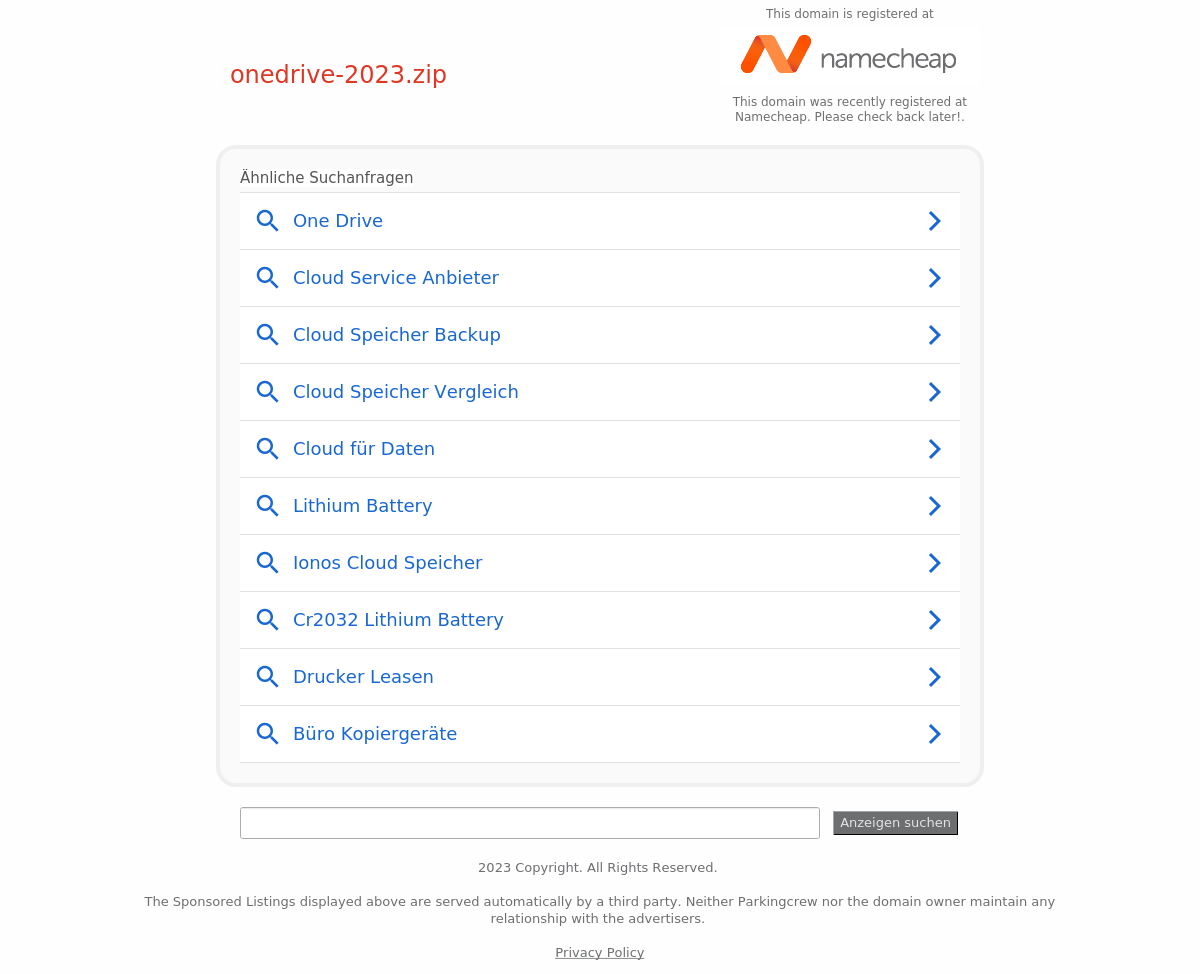 This domain is registered at
namecheap
onedrive-2023.zip
This domain was recently registered at
Namecheap. Please check back later!.
Ähnliche Suchanfragen
One Drive
Cloud Service Anbieter
Cloud Speicher Backup
Cloud Speicher Vergleich
Cloud für Daten
Lithium Battery
Ionos Cloud Speicher
Cr2032 Lithium Battery
Drucker Leasen
Büro Kopiergeräte
Anzeigen suchen
2023 Copyright. All Rights Reserved.
The Sponsored Listings displayed above are served automatically by a third party. Neither Parkingcrew nor the domain owner maintain any
relationship with the advertisers.
Privacy Policy